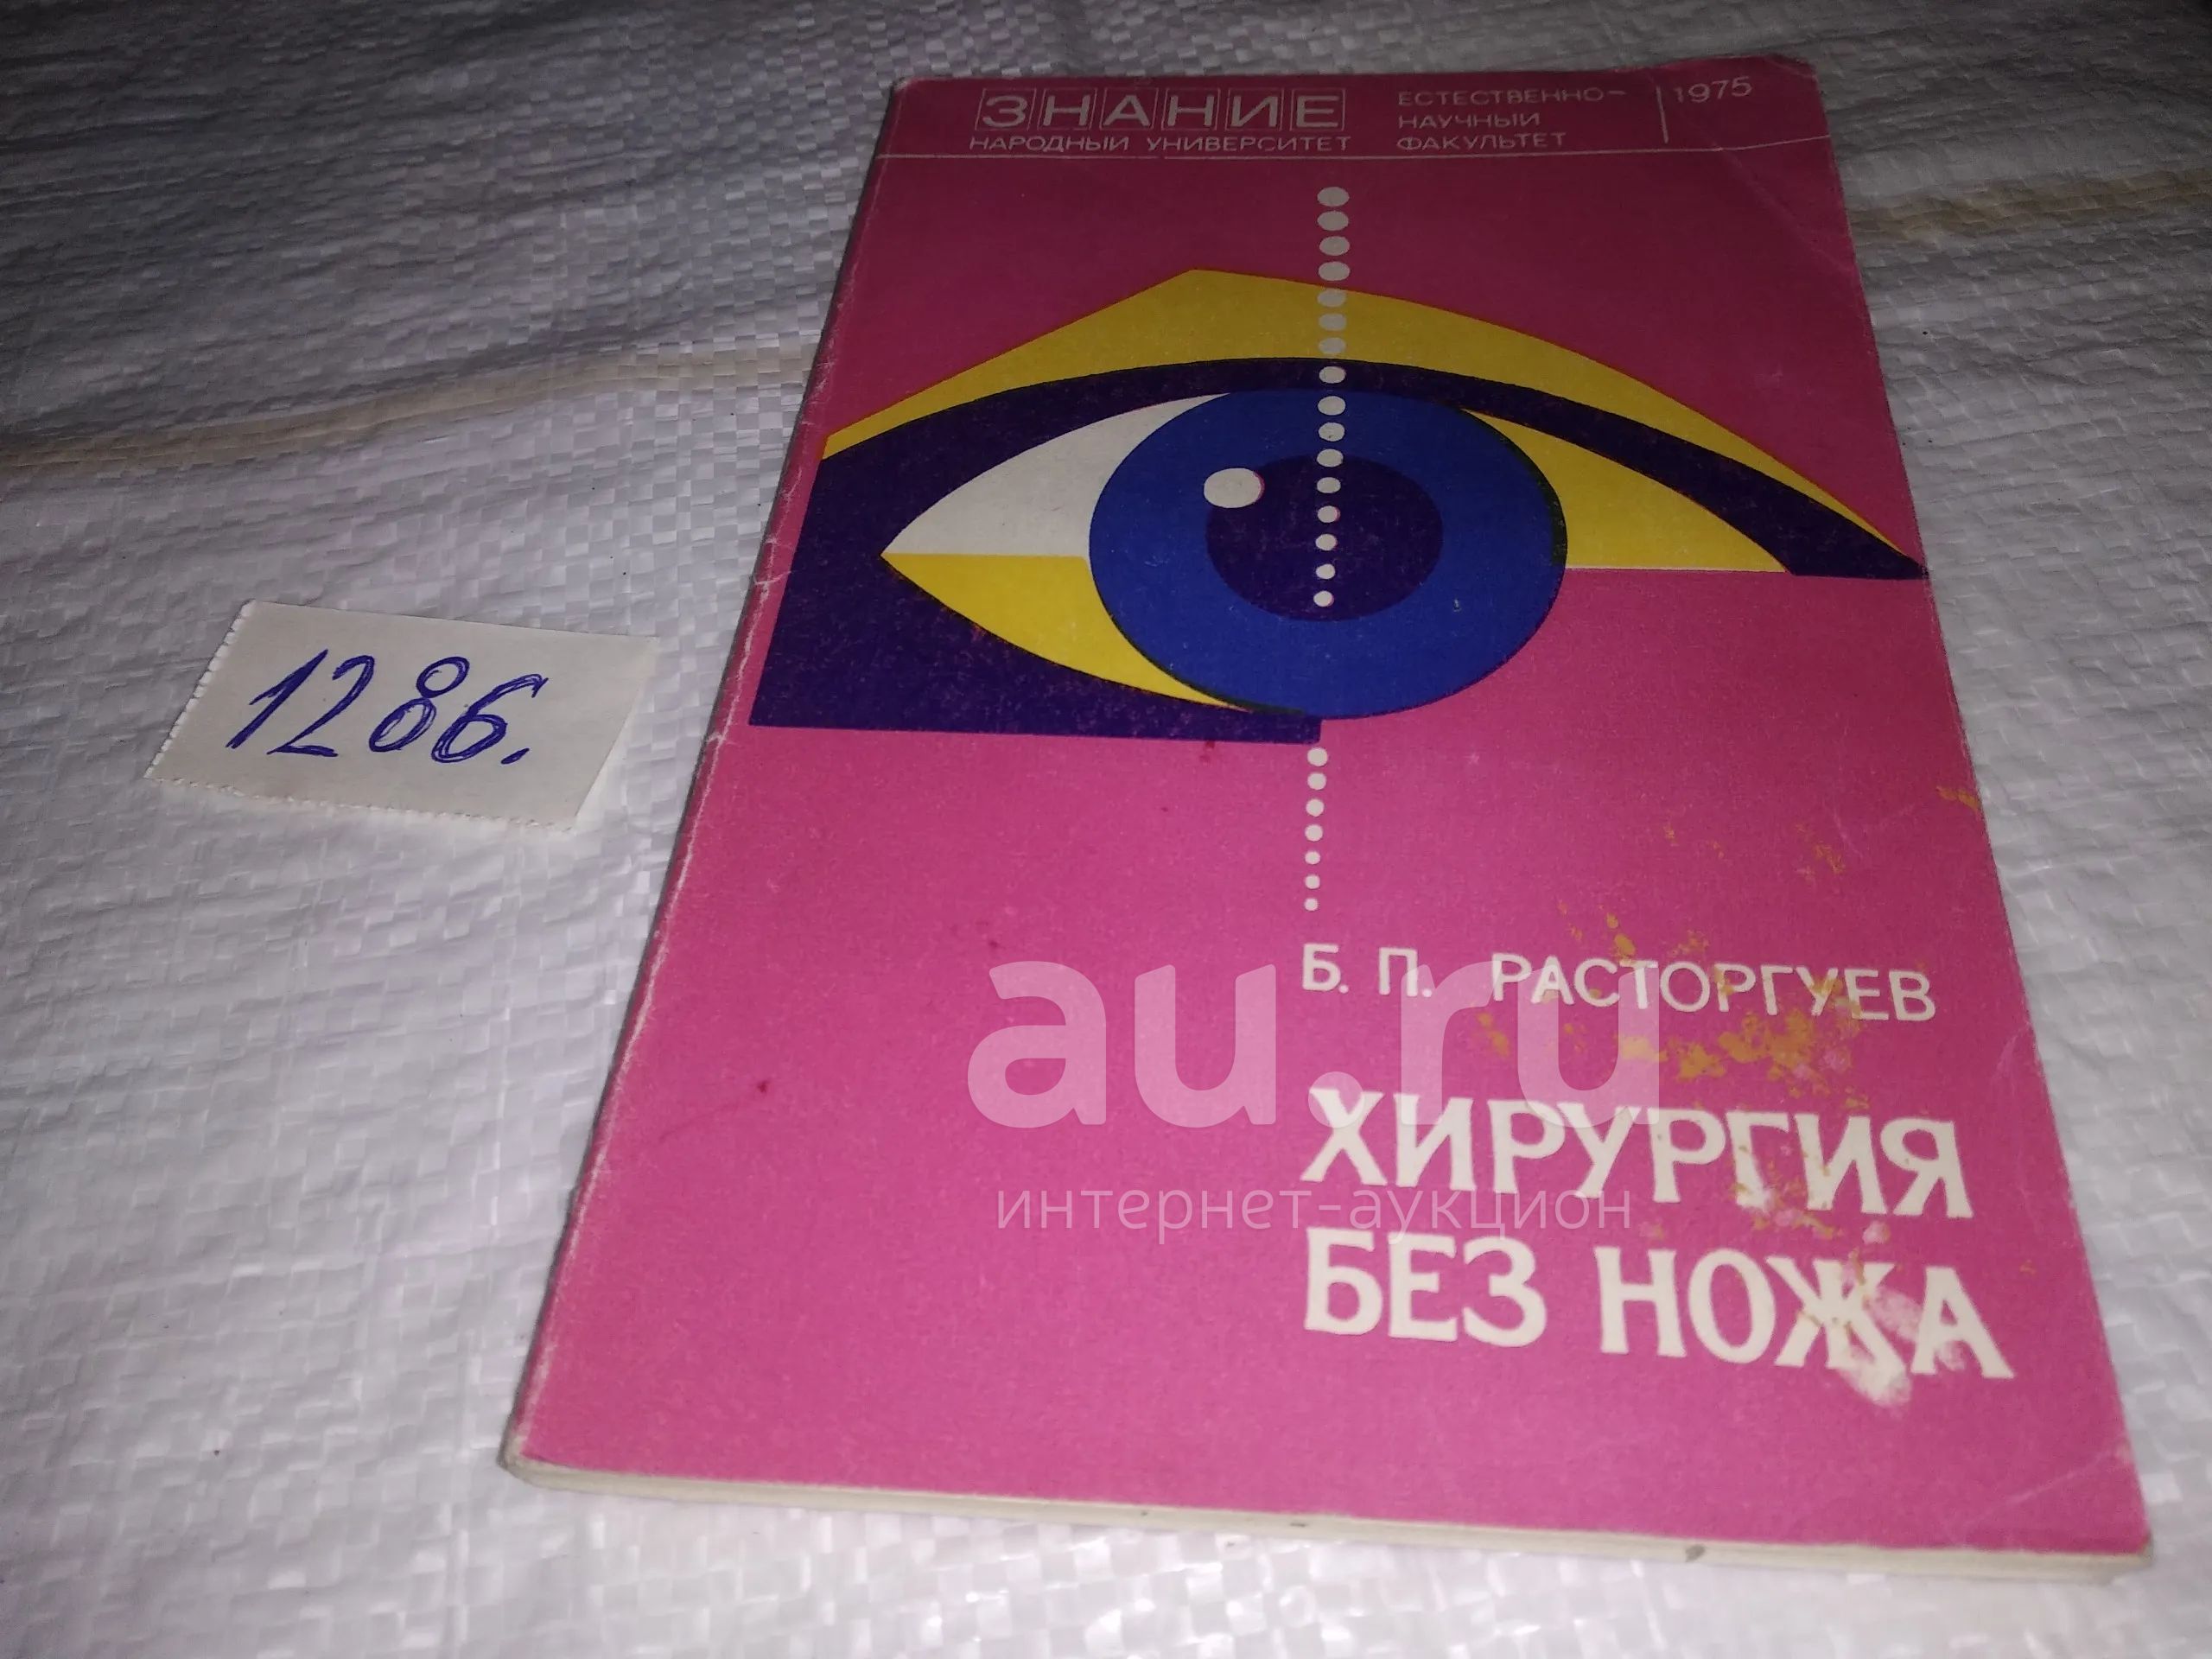 ЗНАНИЕ
НАРОДНЫЙ УНИВЕРСИТЕТ
ЕСТЕСТВЕННО-
НАУЧНЫЙ
ФАКУЛЬТЕТ
1975
1286.
Б. П. РАСТОРГУЕВ
au.ru
ХИРУРГИЯ
интернет-аукцион
БЕЗ НОЖА